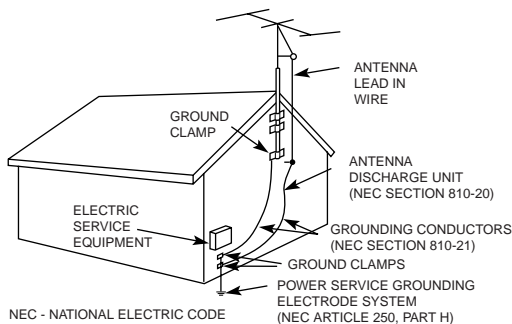 ANTENNA
LEAD IN
WIRE
GROUND
CLAMP
ANTENNA
DISCHARGE UNIT
(NEC SECTION 810-20)
ELECTRIC
SERVICE
EQUIPMENT
GROUNDING CONDUCTORS
(NEC SECTION 810-21)
GROUND CLAMPS
POWER SERVICE GROUNDING
ELECTRODE SYSTEM
(NEC ARTICLE 250, PART H)
NEC - NATIONAL ELECTRIC CODE